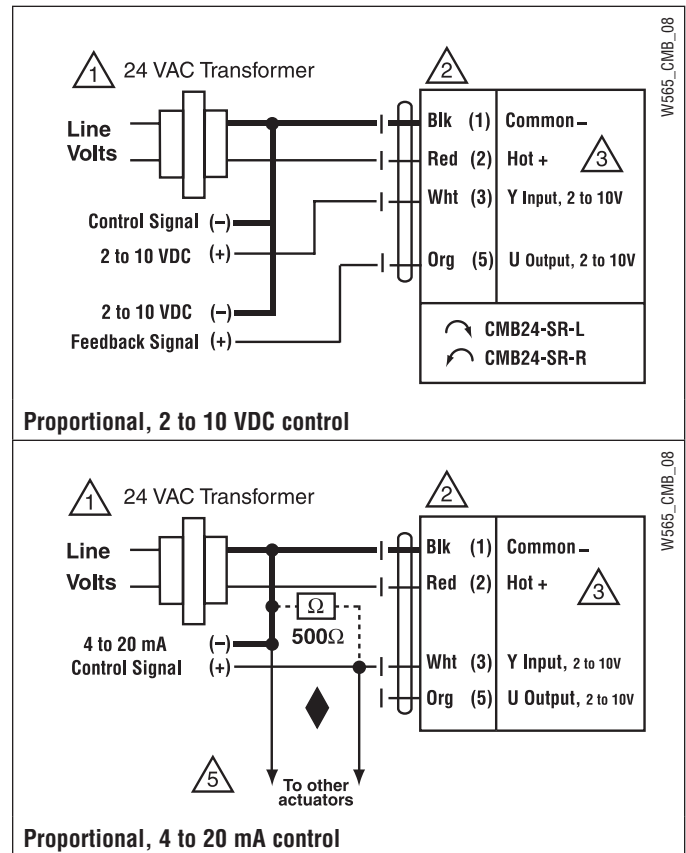 1 24 VAC Transformer
2
W565_CMB_08
Line
Volts
Blk (1) Common –
Red (2) Hot + 3
Wht (3) Y Input, 2 to 10V
Control Signal (–)
2 to 10 VDC (+)
Org (5) U Output, 2 to 10V
2 to 10 VDC (–)
Feedback Signal (+)
CMB24-SR-L
CMB24-SR-R
Proportional, 2 to 10 VDC control
1 24 VAC Transformer
2
W565_CMB_08
Line
Volts
Blk (1) Common –
Red (2) Hot + 3
Ω
500Ω
4 to 20 mA (–)
Control Signal (+)
Wht (3) Y Input, 2 to 10V
Org (5) U Output, 2 to 10V
5
To other
actuators
Proportional, 4 to 20 mA control